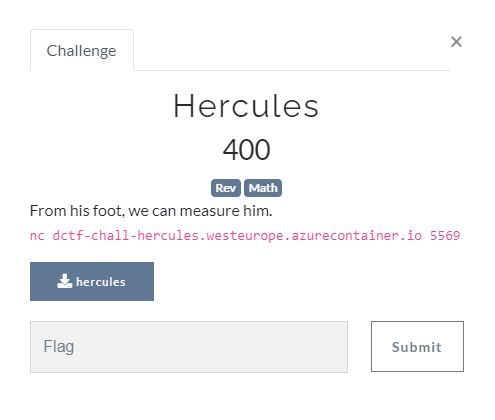 Challenge
×
Hercules
400
Rev Math
From his foot, we can measure him.
nc dctf-chall-hercules.westeurope.azurecontainer.io 5569
hercules
Flag
Submit